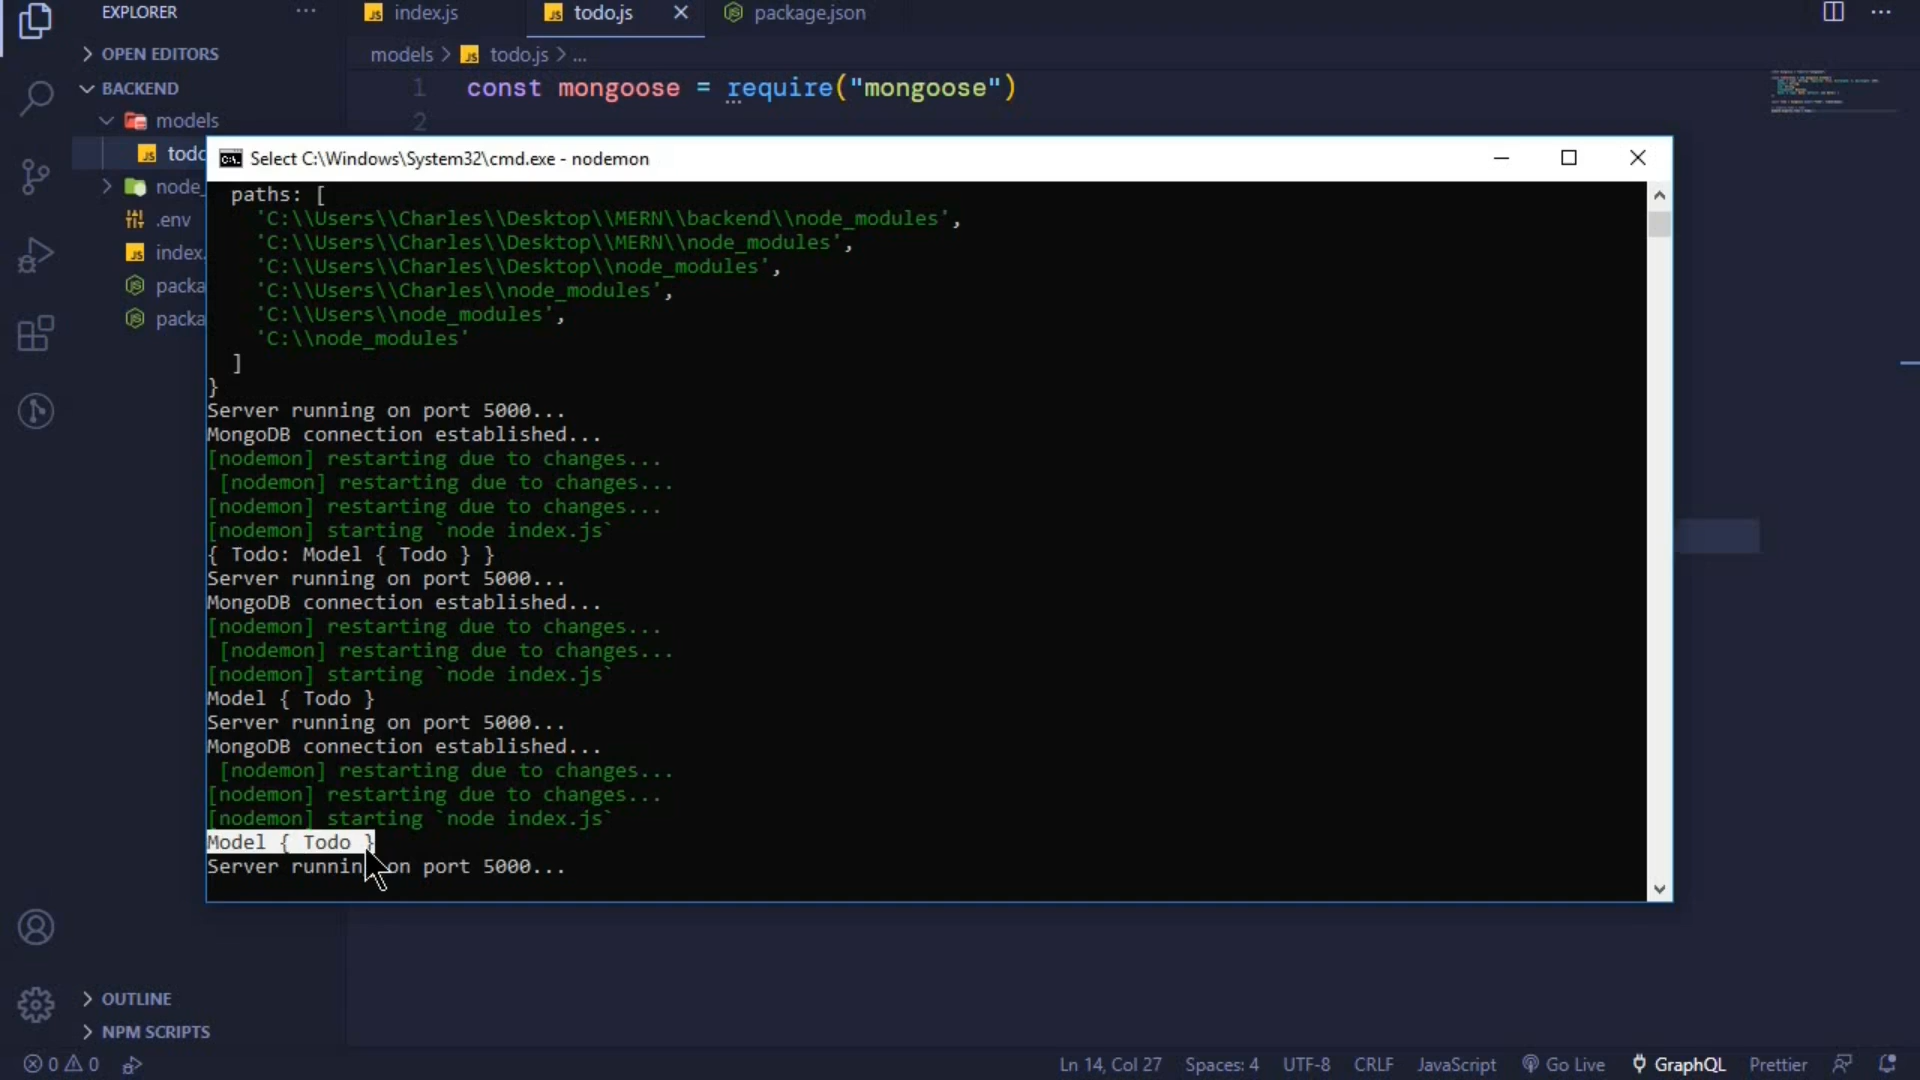 EXPLORER
index.js
todo.js
package.json
OPEN EDITORS
models > todo.js > ...
BACKEND
1 const mongoose = require("mongoose")
2
models
todo
node_
.env
index.
packa
packa
Select C:\Windows\System32\cmd.exe - nodemon
paths: [
'C:\\Users\\Charles\\Desktop\\MERN\\backend\\node_modules',
'C:\\Users\\Charles\\Desktop\\MERN\\node_modules',
'C:\\Users\\Charles\\Desktop\\node_modules',
'C:\\Users\\Charles\\node_modules',
'C:\\Users\\node_modules',
'C:\\node_modules'
]
}
Server running on port 5000...
MongoDB connection established...
[nodemon] restarting due to changes...
[nodemon] restarting due to changes...
[nodemon] restarting due to changes...
[nodemon] starting `node index.js`
{ Todo: Model { Todo } }
Server running on port 5000...
MongoDB connection established...
[nodemon] restarting due to changes...
[nodemon] restarting due to changes...
[nodemon] starting `node index.js`
Model { Todo }
Server running on port 5000...
MongoDB connection established...
[nodemon] restarting due to changes...
[nodemon] restarting due to changes...
[nodemon] starting `node index.js`
Model { Todo }
Server running on port 5000...
OUTLINE
NPM SCRIPTS
0 0
Ln 14, Col 27
Spaces: 4
UTF-8
CRLF
JavaScript
Go Live
GraphQL
Prettier